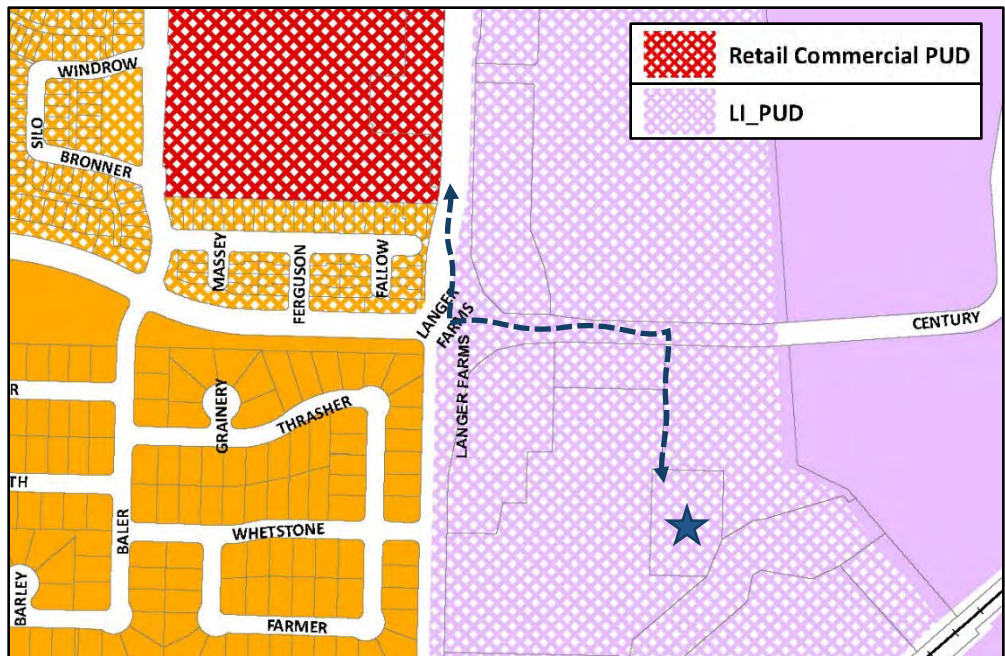 Retail Commercial PUD
LI_PUD
WINDROW
SILO
BRONNER
MASSEY
FERGUSON
FALLOW
LANGER
FARMS
CENTURY
LANGER FARMS
R
GRAINERY
THRASHER
TH
BALER
WHETSTONE
BARLEY
FARMER